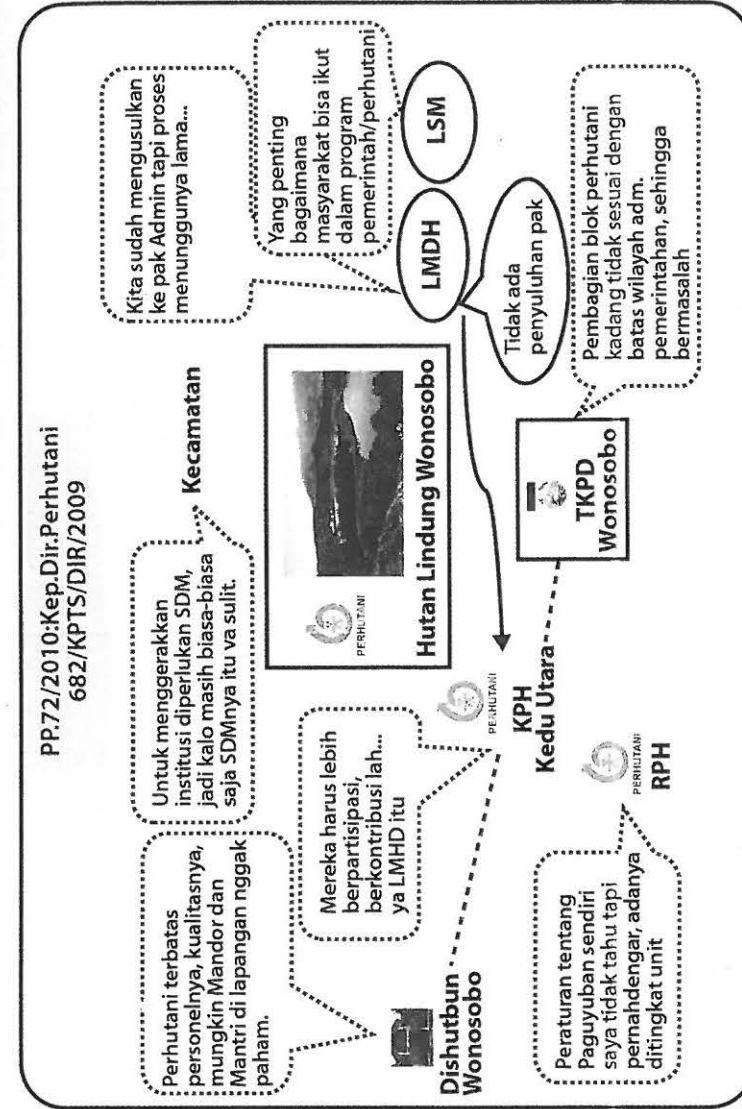 PP.72/2010:Kep.Dir.Perhutani
682/KPTS/DIR/2009
Perhutani terbatas
personelnya, kualitasnya,
mungkin Mandor dan
Mantri di lapangan nggak
paham.
Dishutbun
Wonosobo
Untuk menggerakkan
institusi diperlukan SDM,
jadi kalo masih biasa-biasa
saja SDMnya itu va sulit.
Kecamatan
Kita sudah mengusulkan
ke pak Admin tapi proses
menunggunya lama...
Yang penting
bagaimana
masyarakat bisa ikut
dalam program
pemerintah/perhutani
Mereka harus lebih
berpartisipasi,
berkontribusi lah...
ya LMHD itu
PERHUTANI
Hutan Lindung Wonosobo
LMDH
LSM
Tidak ada
penyuluhan pak
PERHUTANI
KPH
Kedu Utara
Peraturan tentang
Paguyuban sendiri
saya tidak tahu tapi
pernahdengar, adanya
ditingkat unit
PERHUTANI
RPH
TKPD
Wonosobo
Pembagian blok perhutani
kadang tidak sesuai dengan
batas wilayah adm.
pemerintahan, sehingga
bermasalah